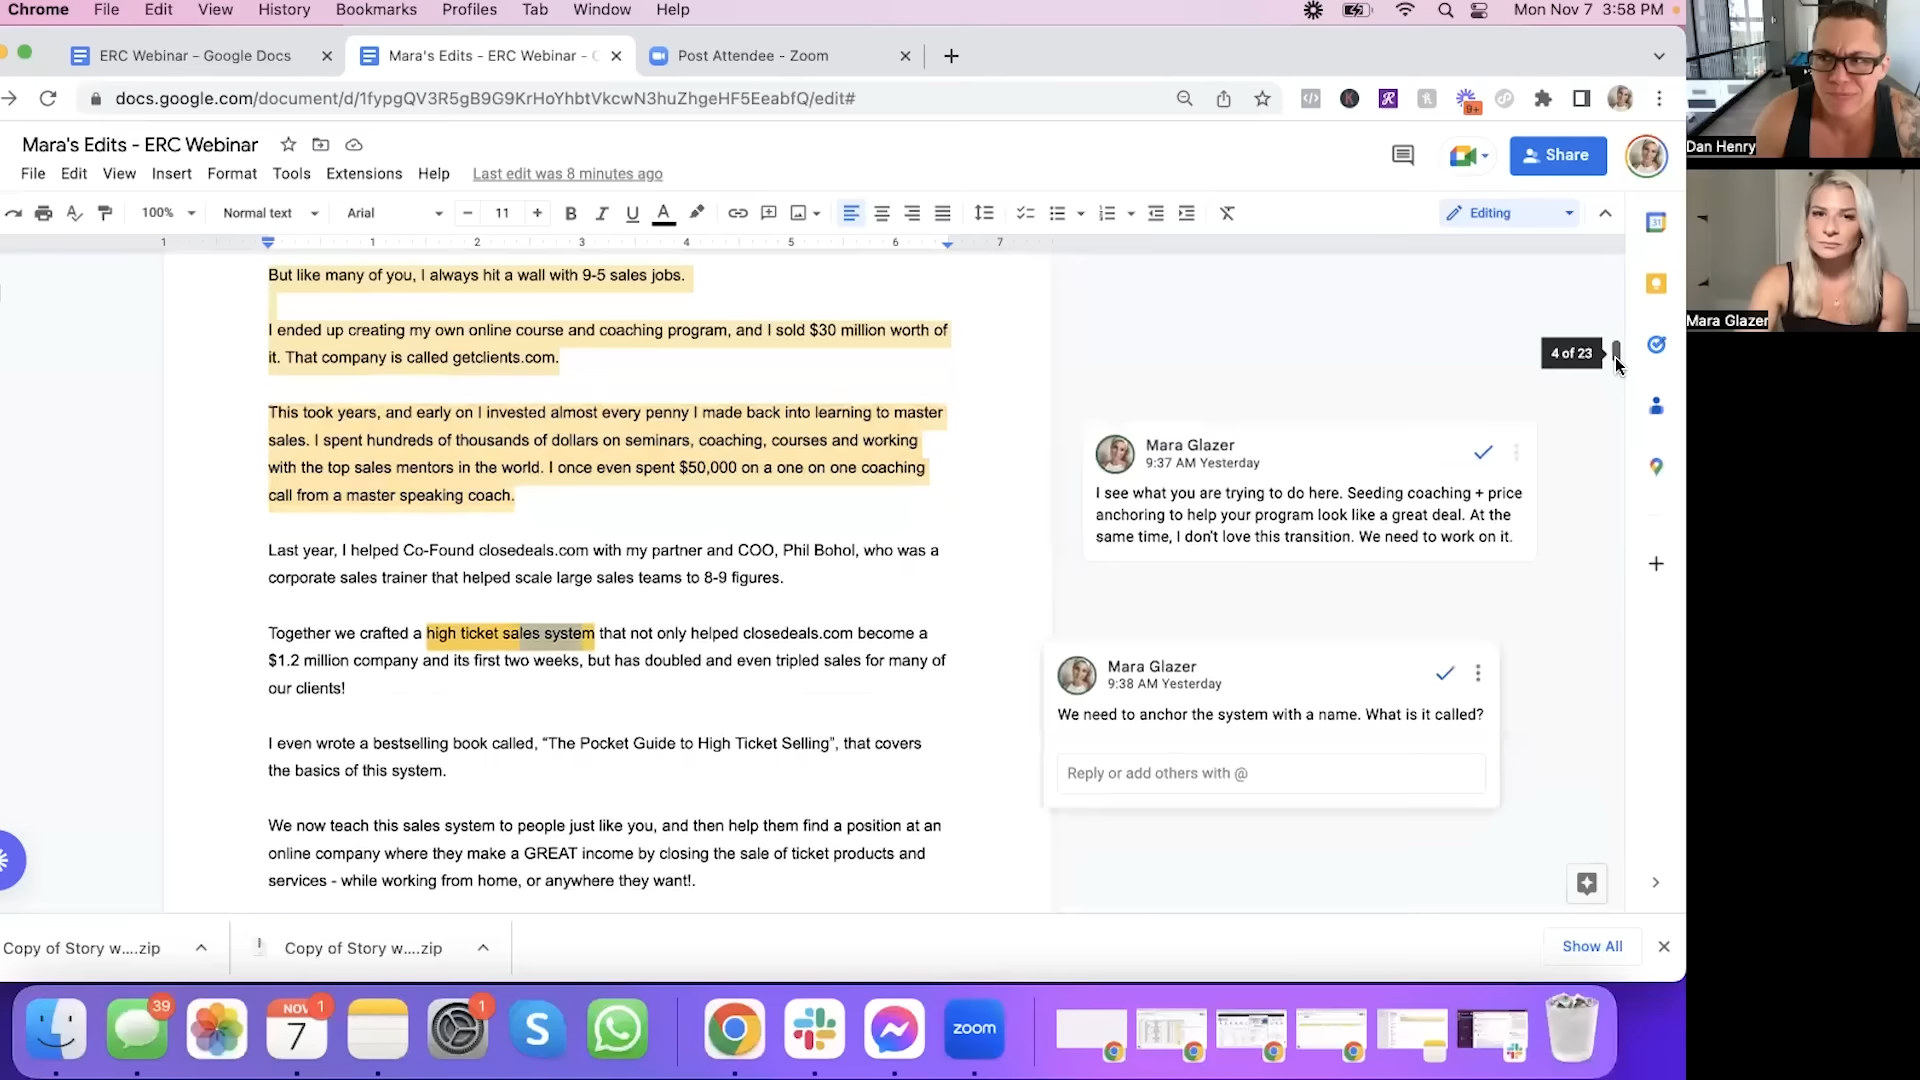 Chrome File Edit View History Bookmarks Profiles Tab Window Help Mon Nov 7 3:58 PM
ERC Webinar - Google Docs Mara's Edits - ERC Webinar - Post Attendee - Zoom
docs.google.com/document/d/1fypgQV3R5gB9G9KrHoYhbtVkcwN3huZhgeHF5EeabfQ/edit#
9+
Mara's Edits - ERC Webinar
Share
File Edit View Insert Format Tools Extensions Help Last edit was 8 minutes ago
100% Normal text Arial 11 Editing
1 1 2 3 4 5 6 7
But like many of you, I always hit a wall with 9-5 sales jobs.
I ended up creating my own online course and coaching program, and I sold $30 million worth of
it. That company is called getclients.com.
This took years, and early on I invested almost every penny I made back into learning to master
sales. I spent hundreds of thousands of dollars on seminars, coaching, courses and working
with the top sales mentors in the world. I once even spent $50,000 on a one on one coaching
call from a master speaking coach.
Last year, I helped Co-Found closedeals.com with my partner and COO, Phil Bohol, who was a
corporate sales trainer that helped scale large sales teams to 8-9 figures.
Together we crafted a high ticket sales system that not only helped closedeals.com become a
$1.2 million company and its first two weeks, but has doubled and even tripled sales for many of
our clients!
I even wrote a bestselling book called, “The Pocket Guide to High Ticket Selling”, that covers
the basics of this system.
We now teach this sales system to people just like you, and then help them find a position at an
online company where they make a GREAT income by closing the sale of ticket products and
services - while working from home, or anywhere they want!.
4 of 23
Mara Glazer
9:37 AM Yesterday
I see what you are trying to do here. Seeding coaching + price
anchoring to help your program look like a great deal. At the
same time, I don't love this transition. We need to work on it.
Mara Glazer
9:38 AM Yesterday
We need to anchor the system with a name. What is it called?
Reply or add others with @
31
Dan Henry
Mara Glazer
Copy of Story w....zip Copy of Story w....zip Show All
39
NOV 1
7
1
S
zoom